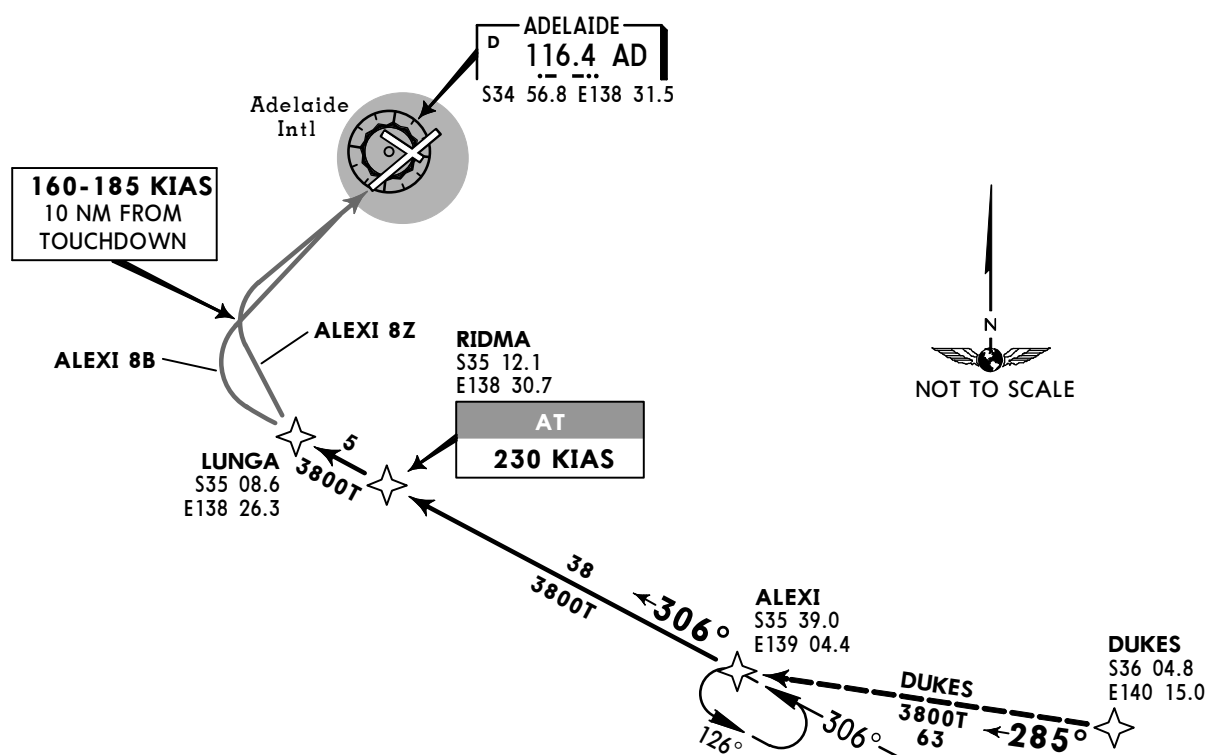 ADELAIDE
D 116.4 AD
S34 56.8 E138 31.5
Adelaide
Intl
160-185 KIAS
10 NM FROM
TOUCHDOWN
N
NOT TO SCALE
ALEXI 8Z
ALEXI 8B
RIDMA
S35 12.1
E138 30.7
AT
230 KIAS
LUNGA
S35 08.6
E138 26.3
5
3800T
38
3800T
306°
ALEXI
S35 39.0
E139 04.4
DUKES
S36 04.8
E140 15.0
DUKES
3800T
63
285°
306°
126°